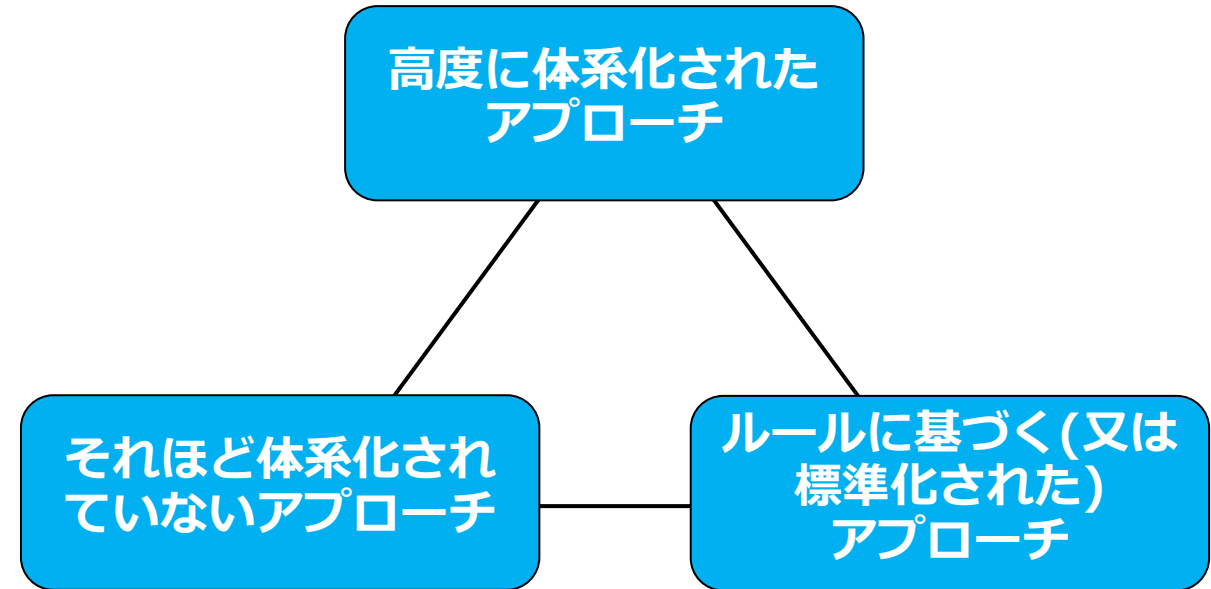 高度に体系化された
アプローチ
それほど体系化され
ていないアプローチ
ルールに基づく(又は
標準化された)
アプローチ